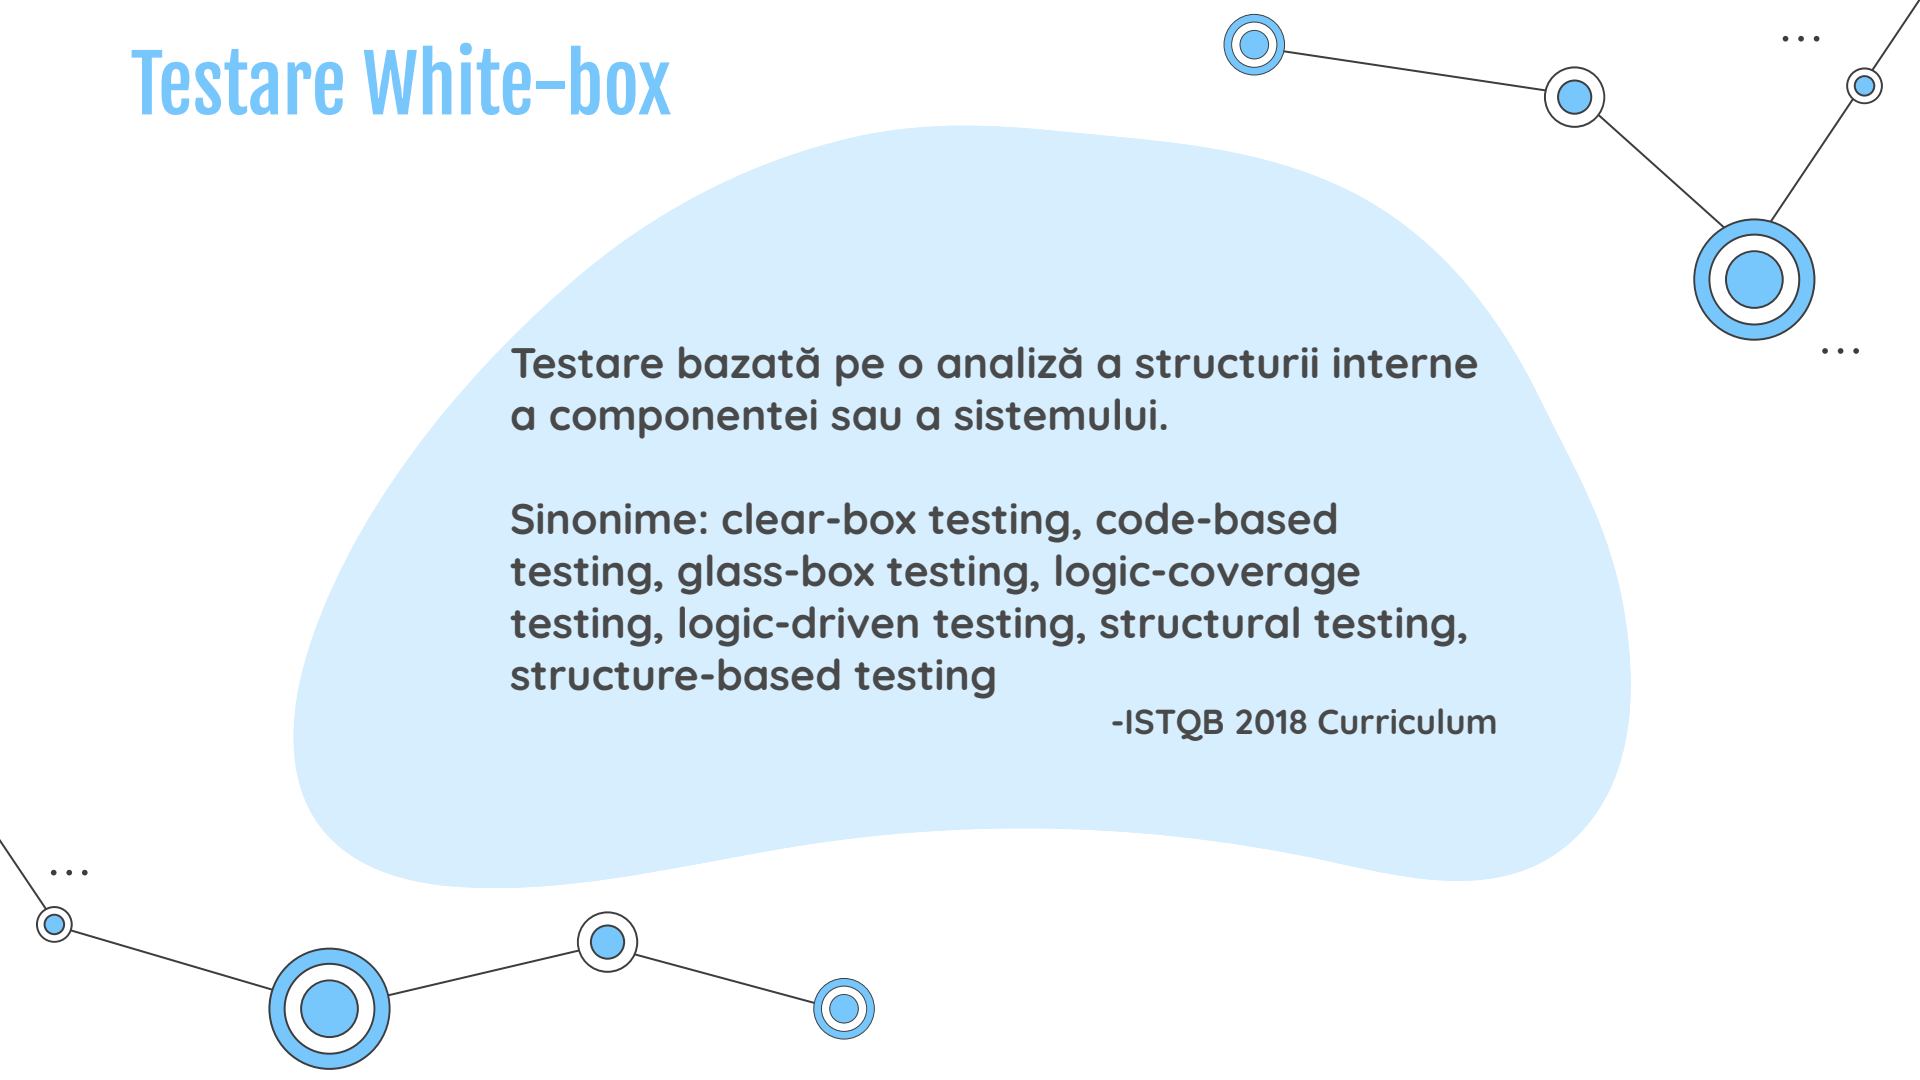 Testare White-box
Testare bazată pe o analiză a structurii interne
a componentei sau a sistemului.
Sinonime: clear-box testing, code-based
testing, glass-box testing, logic-coverage
testing, logic-driven testing, structural testing,
structure-based testing
-ISTQB 2018 Curriculum